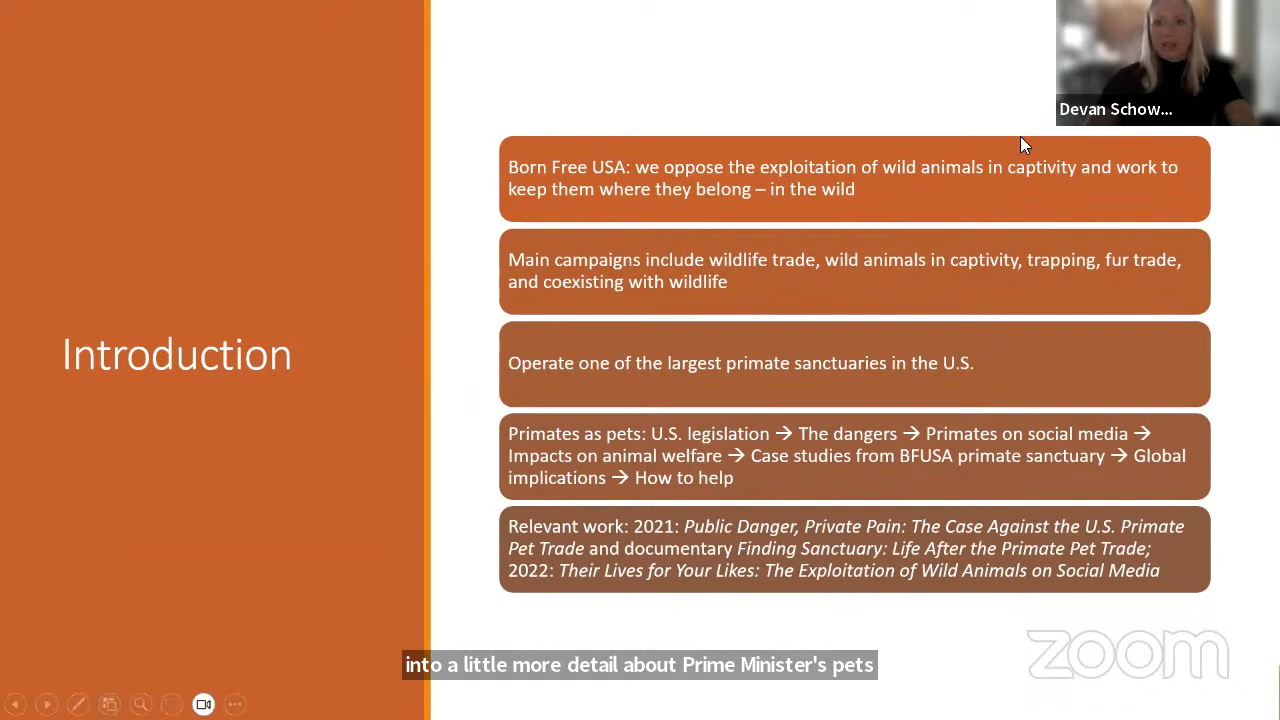 Devan Schow...
Born Free USA: we oppose the exploitation of wild animals in captivity and work to
keep them where they belong – in the wild
Main campaigns include wildlife trade, wild animals in captivity, trapping, fur trade,
and coexisting with wildlife
Introduction
Operate one of the largest primate sanctuaries in the U.S.
Primates as pets: U.S. legislation → The dangers → Primates on social media →
Impacts on animal welfare → Case studies from BFUSA primate sanctuary → Global
implications → How to help
Relevant work: 2021: Public Danger, Private Pain: The Case Against the U.S. Primate
Pet Trade and documentary Finding Sanctuary: Life After the Primate Pet Trade;
2022: Their Lives for Your Likes: The Exploitation of Wild Animals on Social Media
into a little more detail about Prime Minister's pets
zoom